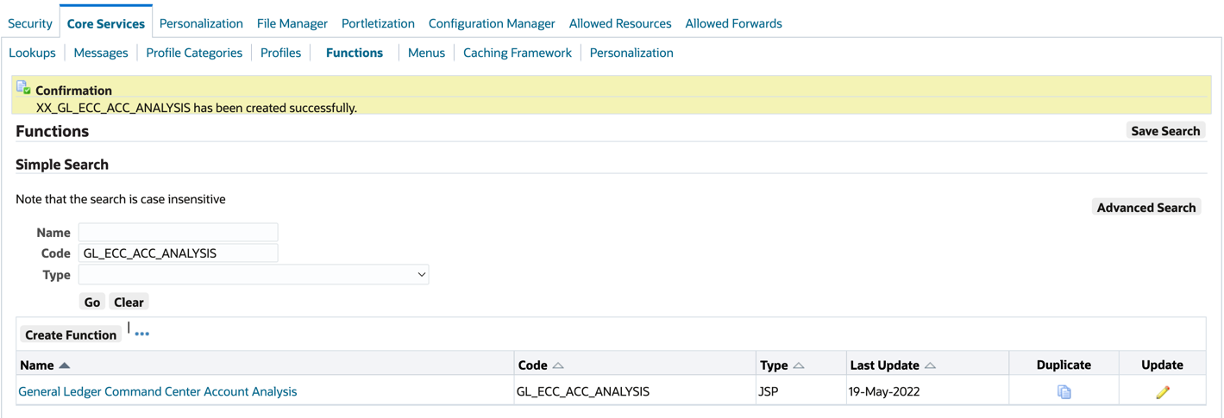 Security Core Services Personalization File Manager Portletization Configuration Manager Allowed Resources Allowed Forwards
Lookups Messages Profile Categories Profiles Functions Menus Caching Framework Personalization
Confirmation
XX_GL_ECC_ACC_ANALYSIS has been created successfully.
Functions Save Search
Simple Search
Note that the search is case insensitive
Advanced Search
Name
Code GL_ECC_ACC_ANALYSIS
Type
Go Clear
Create Function | •••
Name Code Type Last Update Duplicate Update
General Ledger Command Center Account Analysis GL_ECC_ACC_ANALYSIS JSP 19-May-2022